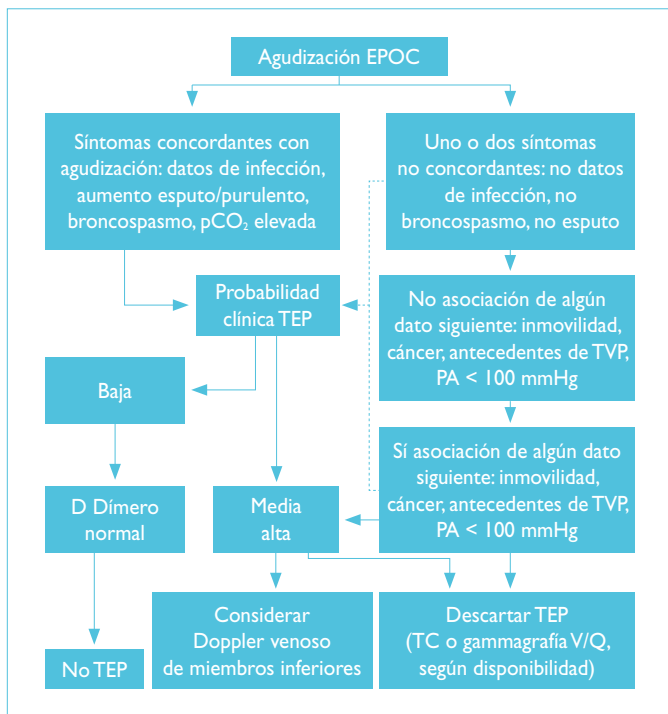 Agudización EPOC
Síntomas concordantes con
agudización: datos de infección,
aumento esputo/purulento,
broncospasmo, pCO₂ elevada
Uno o dos síntomas
no concordantes: no datos
de infección, no
broncospasmo, no esputo
Probabilidad
clínica TEP
No asociación de algún
dato siguiente: inmovilidad,
cáncer, antecedentes de TVP,
PA < 100 mmHg
Baja
Sí asociación de algún dato
siguiente: inmovilidad,
cáncer, antecedentes de TVP,
PA < 100 mmHg
D Dímero
normal
Media
alta
No TEP
Considerar
Doppler venoso
de miembros inferiores
Descartar TEP
(TC o gammagrafía V/Q,
según disponibilidad)